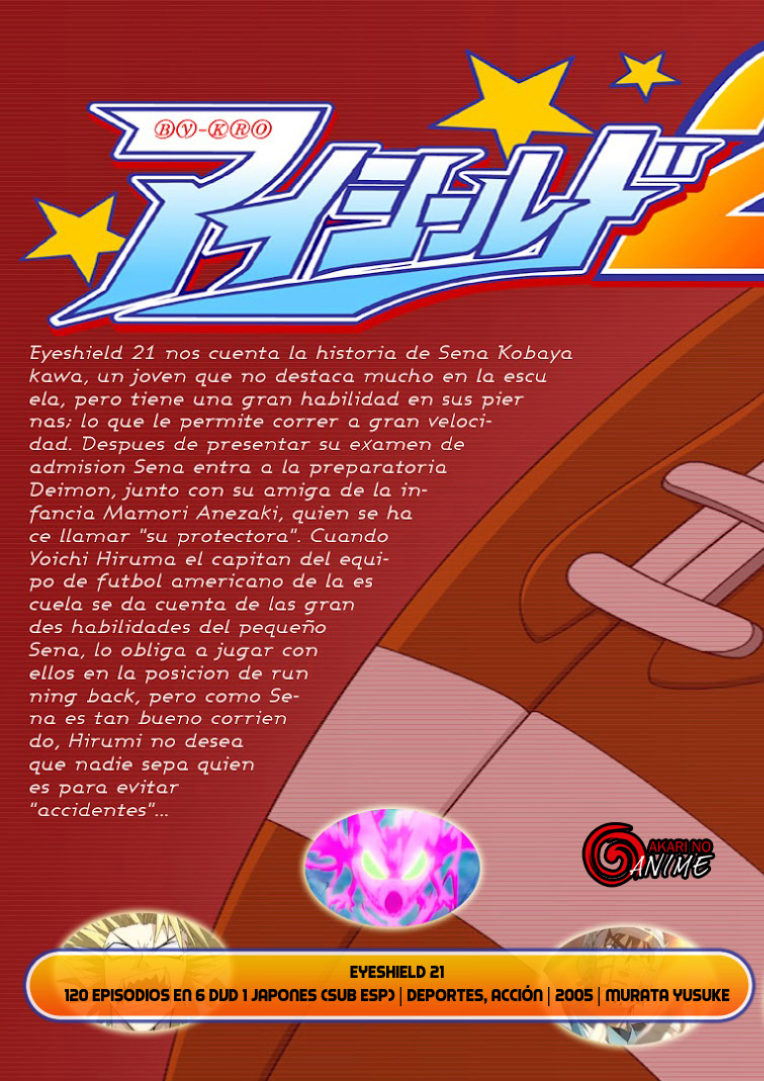 BY-KRO
アイシールド2
Eyeshield 21 nos cuenta la historia de Sena Kobaya
kawa, un joven que no destaca mucho en la escu
ela, pero tiene una gran habilidad en sus pier
nas; lo que le permite correr a gran veloci-
dad. Despues de presentar su examen de
admision Sena entra a la preparatoria
Deimon, junto con su amiga de la in-
fancia Mamori Anezaki, quien se ha
ce llamar "su protectora". Cuando
Yoichi Hiruma el capitan del equi-
po de futbol americano de la es
cuela se da cuenta de las gran
des habilidades del pequeño
Sena, lo obliga a jugar con
ellos en la posicion de run
ning back, pero como Se-
na es tan bueno corrien
do, Hirumi no desea
que nadie sepa quien
es para evitar
"accidentes"...
AKARI NO
ANIME
EYESHIELD 21
120 EPISODIOS EN 6 DVD 1 JAPONES (SUB ESP) | DEPORTES, ACCIÓN | 2005 | MURATA YUSUKE